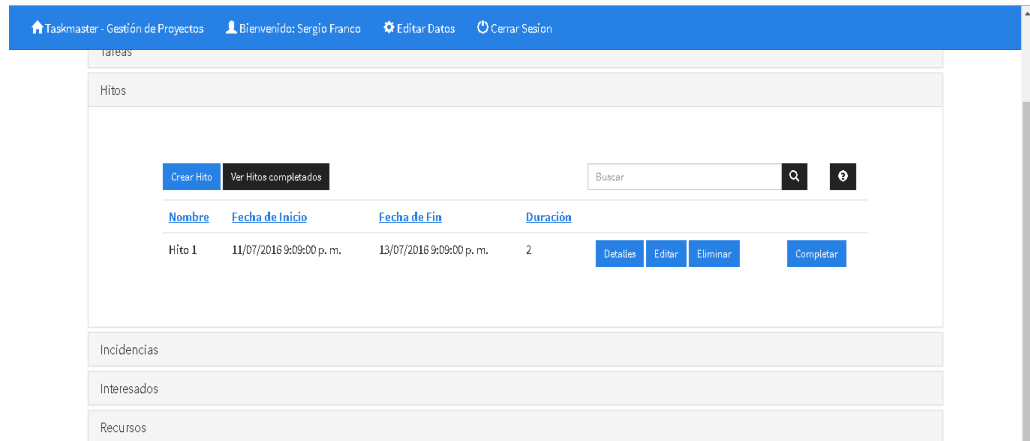 Taskmaster - Gestión de Proyectos Bienvenido: Sergio Franco Editar Datos Cerrar Sesion
Tareas
Hitos
Crear Hito Ver Hitos completados Buscar
Nombre Fecha de Inicio Fecha de Fin Duración
Hito 1 11/07/2016 9:09:00 p. m. 13/07/2016 9:09:00 p. m. 2 Detalles Editar Eliminar Completar
Incidencias
Interesados
Recursos